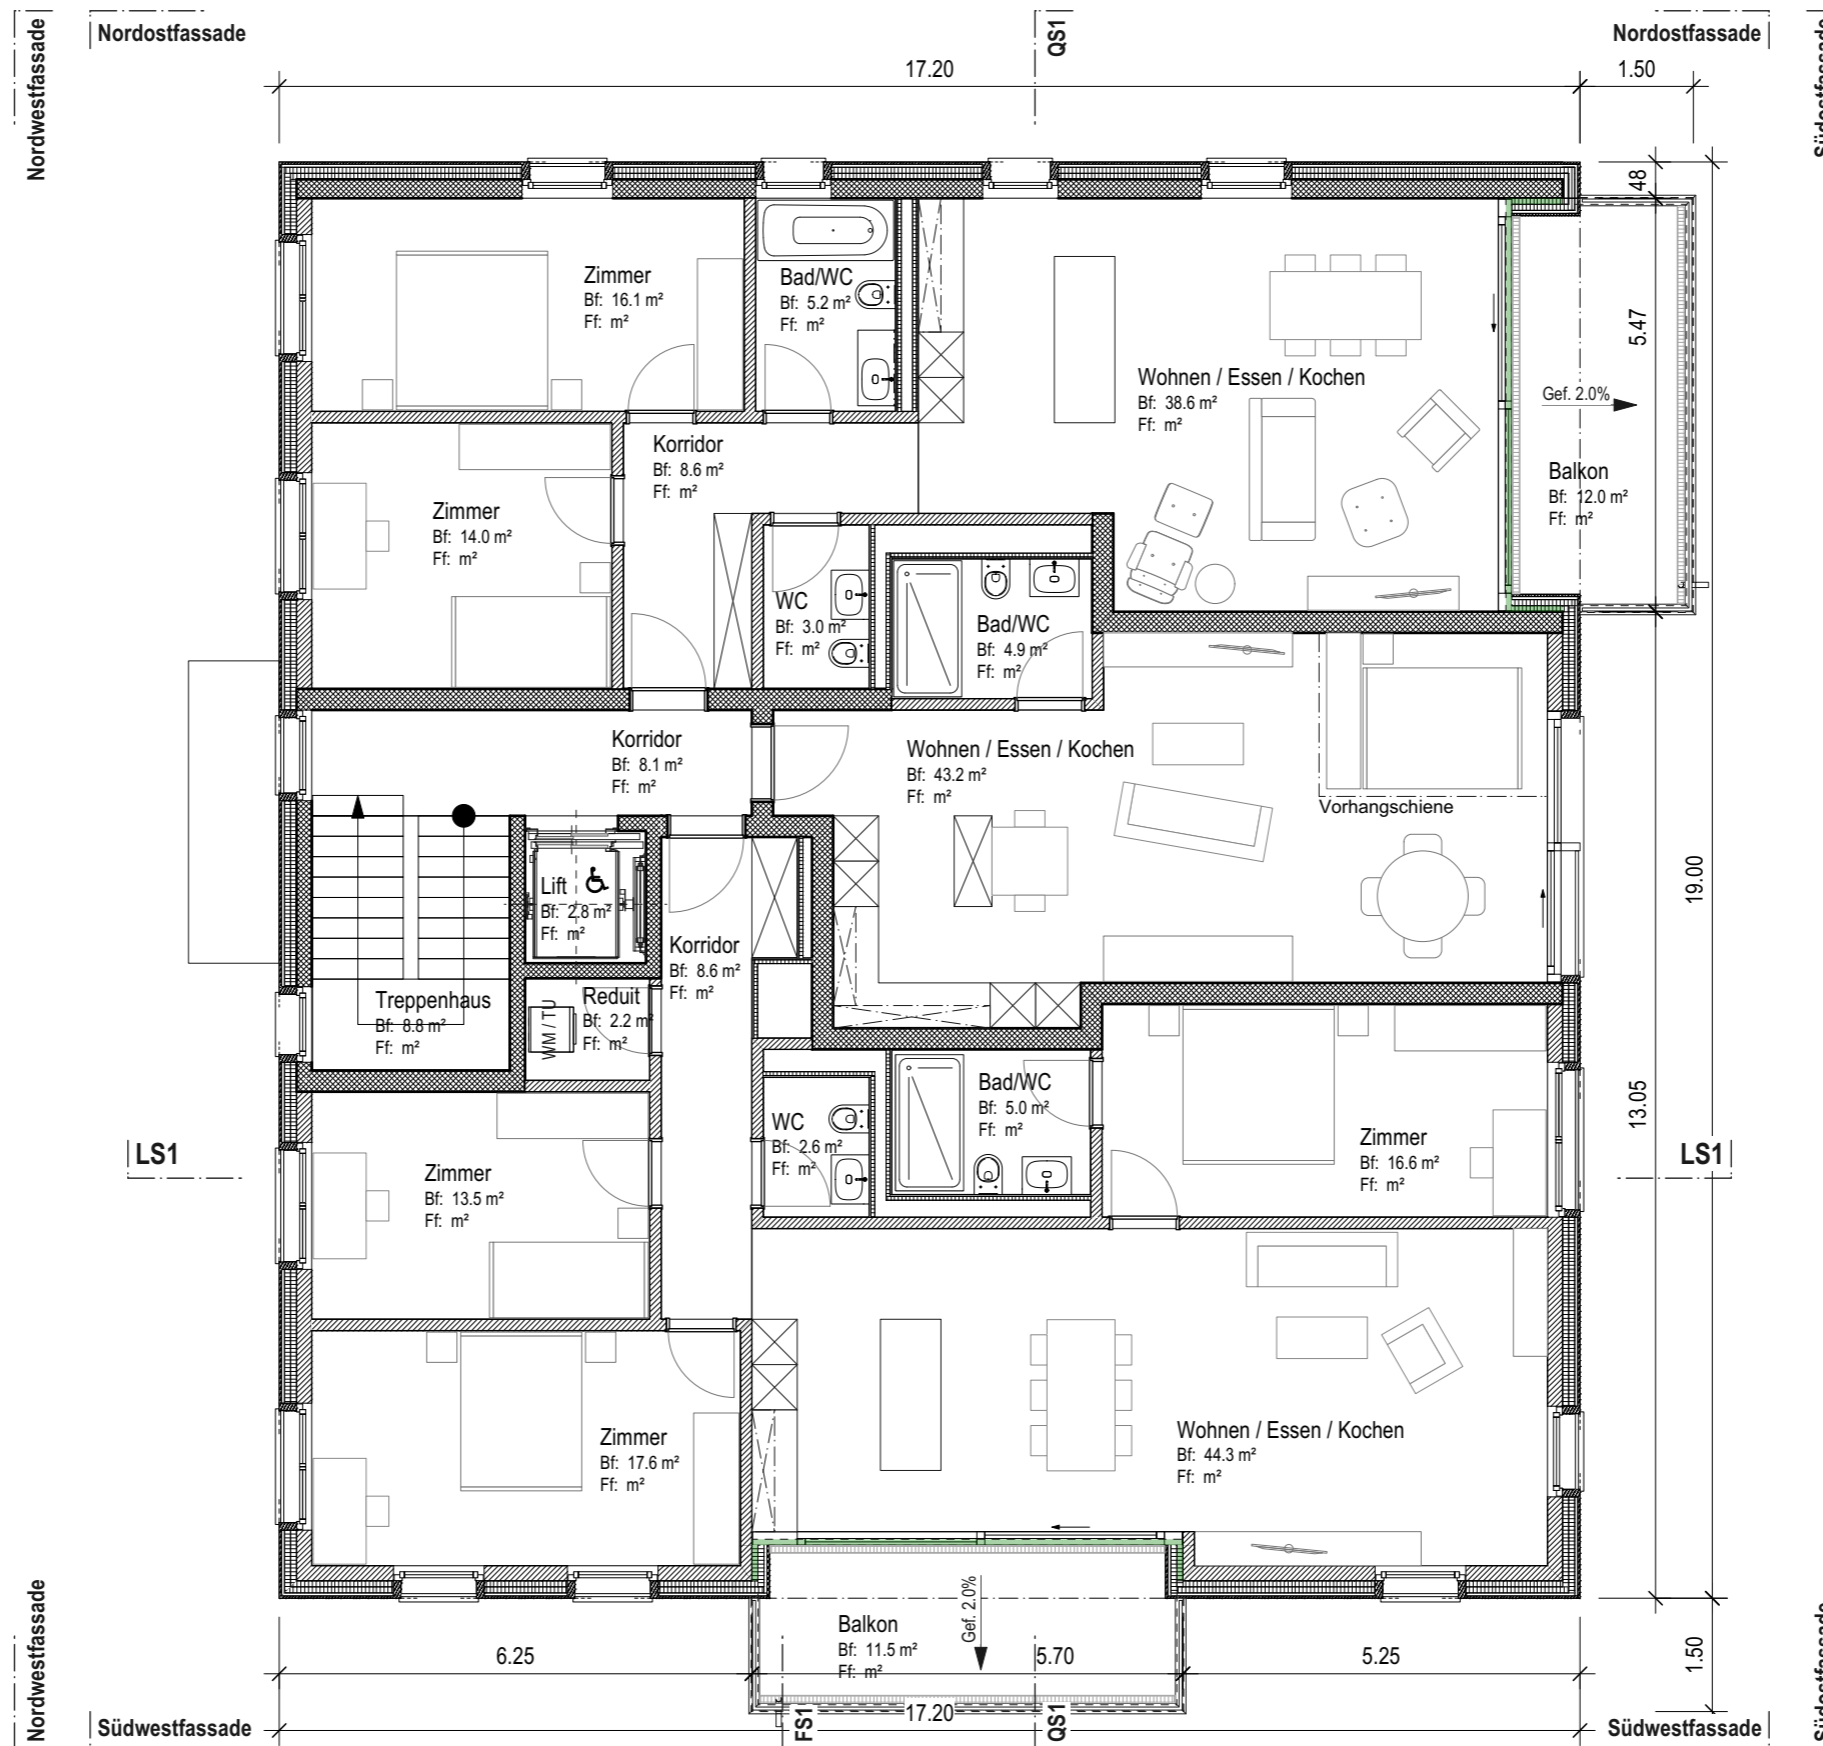 Nordwestfassade
Nordostfassade
QS1
Nordostfassade
Südostfassade
17.20
1.50
48
Zimmer
Bf: 16.1 m²
Ff: m²
Bad/WC
Bf: 5.2 m²
Ff: m²
Wohnen / Essen / Kochen
Bf: 38.6 m²
Ff: m²
5.47
Gef. 2.0%
Balkon
Bf: 12.0 m²
Ff: m²
Korridor
Bf: 8.6 m²
Ff: m²
Zimmer
Bf: 14.0 m²
Ff: m²
WC
Bf: 3.0 m²
Ff: m²
Bad/WC
Bf: 4.9 m²
Ff: m²
Korridor
Bf: 8.1 m²
Ff: m²
Wohnen / Essen / Kochen
Bf: 43.2 m²
Ff: m²
Vorhangschiene
19.00
Lift
Bf: 2.8 m²
Ff: m²
Korridor
Bf: 8.6 m²
Ff: m²
Treppenhaus
Bf: 8.8 m²
Ff: m²
WM / TU
Reduit
Bf: 2.2 m²
Ff: m²
Bad/WC
Bf: 5.0 m²
Ff: m²
13.05
LS1
WC
Bf: 2.6 m²
Ff: m²
Zimmer
Bf: 16.6 m²
Ff: m²
LS1
Zimmer
Bf: 13.5 m²
Ff: m²
Zimmer
Bf: 17.6 m²
Ff: m²
Wohnen / Essen / Kochen
Bf: 44.3 m²
Ff: m²
Balkon
Bf: 11.5 m²
Ff: m²
Gef. 2.0%
6.25
5.70
5.25
1.50
17.20
Nordwestfassade
Südwestfassade
FS1
QS1
Südwestfassade
Südostfassade